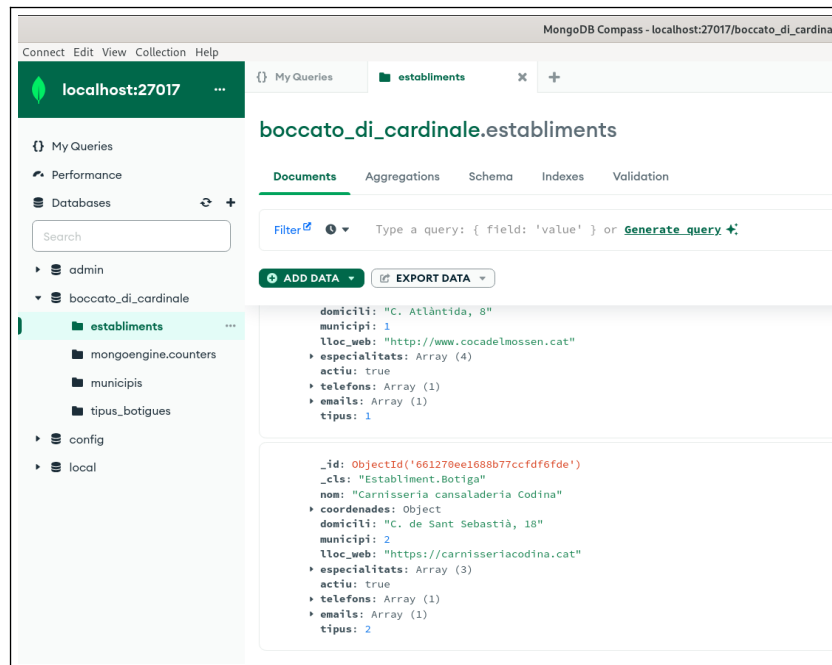 MongoDB Compass - localhost:27017/boccato_di_cardina
Connect Edit View Collection Help
localhost:27017 ...
{} My Queries
establiments
{} My Queries
Performance
Databases
Search
admin
boccato_di_cardinale
establiments ...
mongoengine.counters
municipis
tipus_botigues
config
local
boccato_di_cardinale.establiments
Documents Aggregations Schema Indexes Validation
Filter Type a query: { field: 'value' } or Generate query
ADD DATA EXPORT DATA
domicili: "C. Atlàntida, 8"
municipi: 1
lloc_web: "http://www.cocadelmossen.cat"
especialitats: Array (4)
actiu: true
telefons: Array (1)
emails: Array (1)
tipus: 1
_id: ObjectId('661270ee1688b77ccfdf6fde')
_cls: "Establiment.Botiga"
nom: "Carnisseria cansaladeria Codina"
coordenades: Object
domicili: "C. de Sant Sebastià, 18"
municipi: 2
lloc_web: "https://carnisseriacodina.cat"
especialitats: Array (3)
actiu: true
telefons: Array (1)
emails: Array (1)
tipus: 2